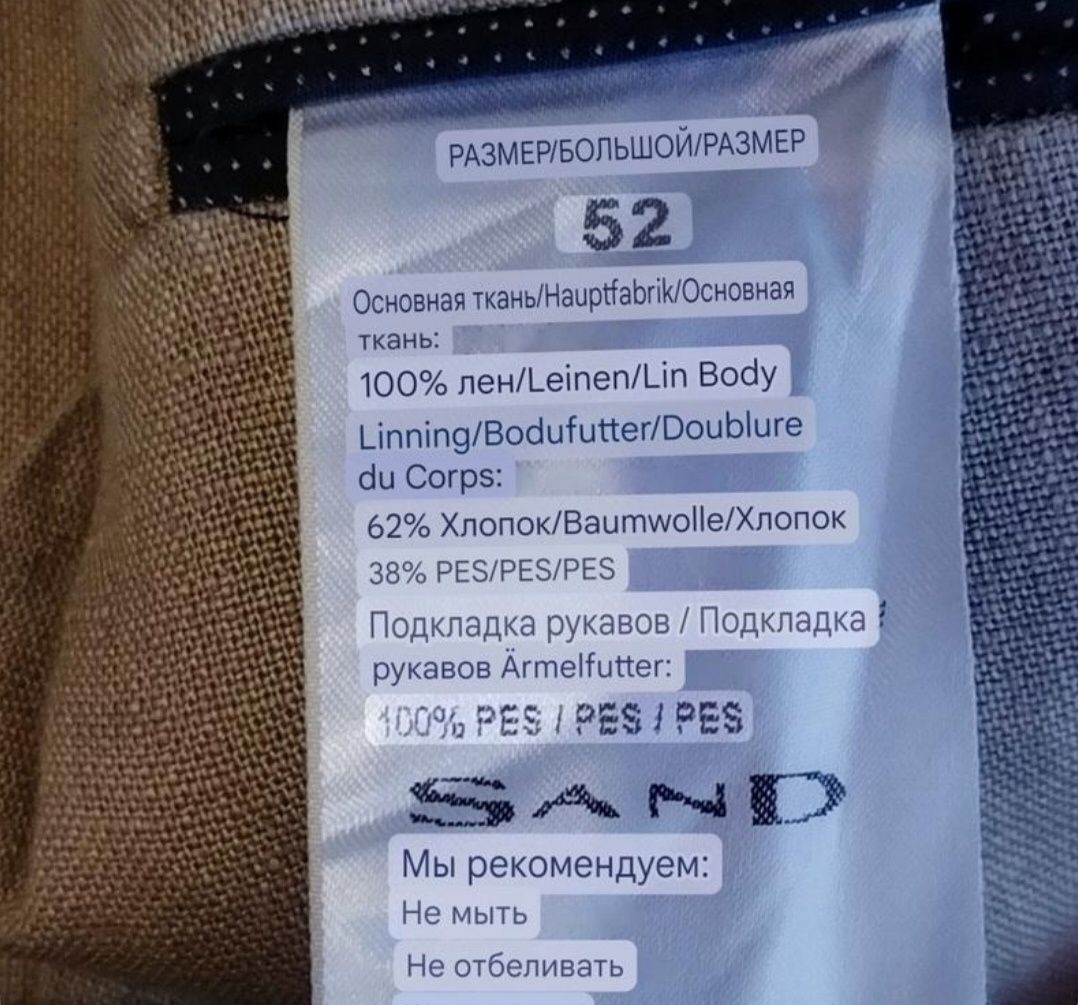 РАЗМЕР/БОЛЬШОЙ/РАЗМЕР
52
Основная ткань/Hauptfabrik/Основная
ткань:
100% лен/Leinen/Lin Body
Linning/Bodufutter/Doublure
du Corps:
62% Хлопок/Baumwolle/Хлопок
38% PES/PES/PES
Подкладка рукавов / Подкладка
рукавов Ärmelfutter:
100% PES / PES / PES
SAND
Мы рекомендуем:
Не мыть
Не отбеливать